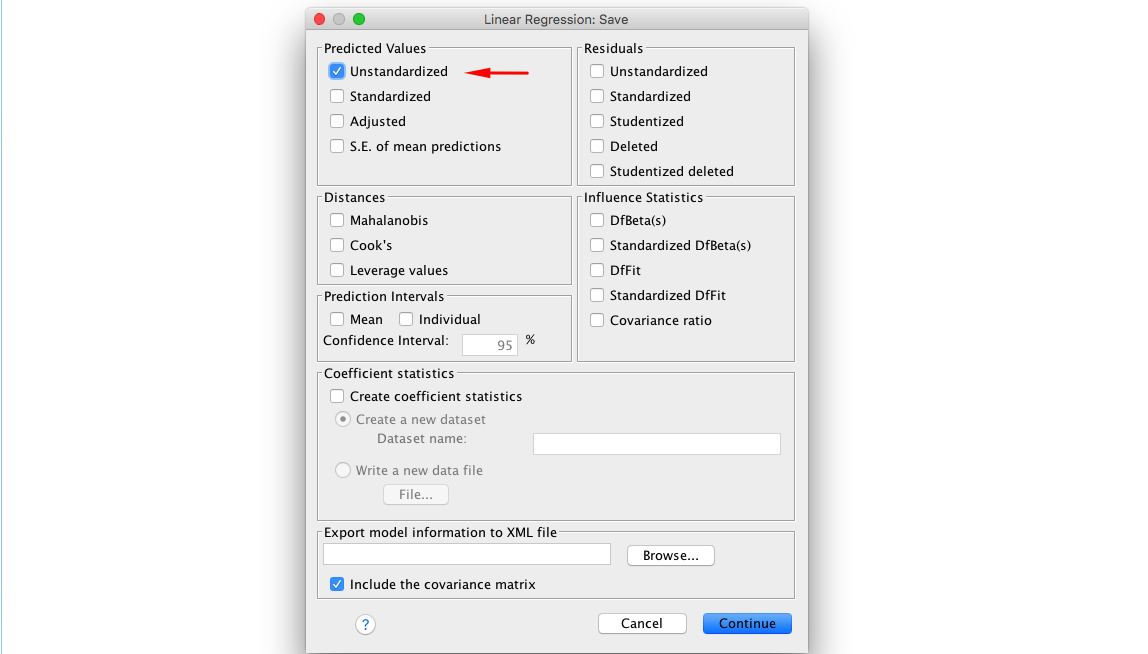 Linear Regression: Save
Predicted Values
Unstandardized
Standardized
Adjusted
S.E. of mean predictions
Residuals
Unstandardized
Standardized
Studentized
Deleted
Studentized deleted
Distances
Mahalanobis
Cook's
Leverage values
Influence Statistics
DfBeta(s)
Standardized DfBeta(s)
DfFit
Standardized DfFit
Covariance ratio
Prediction Intervals
Mean Individual
Confidence Interval: 95 %
Coefficient statistics
Create coefficient statistics
Create a new dataset
Dataset name:
Write a new data file
File...
Export model information to XML file
Browse...
Include the covariance matrix
? Cancel Continue